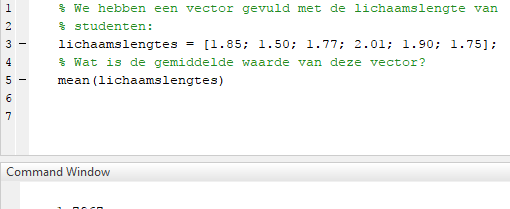 1 % We hebben een vector gevuld met de lichaamslengte van
2 % studenten:
3 – lichaamslengtes = [1.85; 1.50; 1.77; 2.01; 1.90; 1.75];
4 % Wat is de gemiddelde waarde van deze vector?
5 – mean(lichaamslengtes)
6
7
Command Window